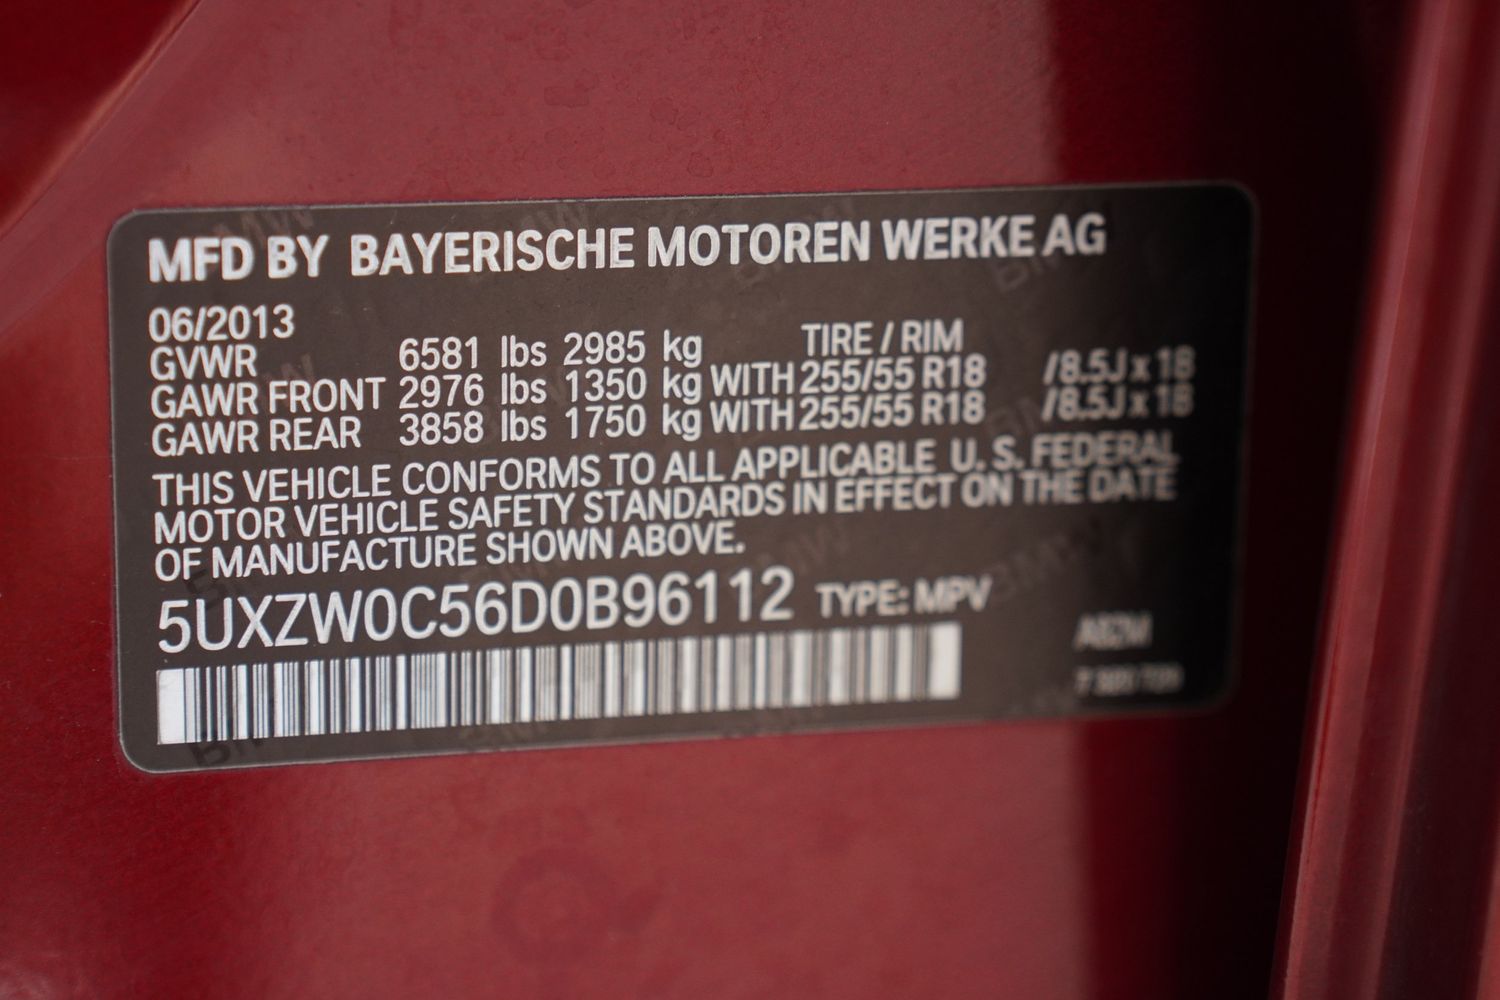 MFD BY BAYERISCHE MOTOREN WERKE AG
06/2013
GVWR 6581 lbs 2985 kg TIRE / RIM
GAWR FRONT 2976 lbs 1350 kg WITH 255/55 R18 /8.5J x 18
GAWR REAR 3858 lbs 1750 kg WITH 255/55 R18 /8.5J x 18
THIS VEHICLE CONFORMS TO ALL APPLICABLE U. S. FEDERAL
MOTOR VEHICLE SAFETY STANDARDS IN EFFECT ON THE DATE
OF MANUFACTURE SHOWN ABOVE.
5UXZW0C56D0B96112 TYPE: MPV